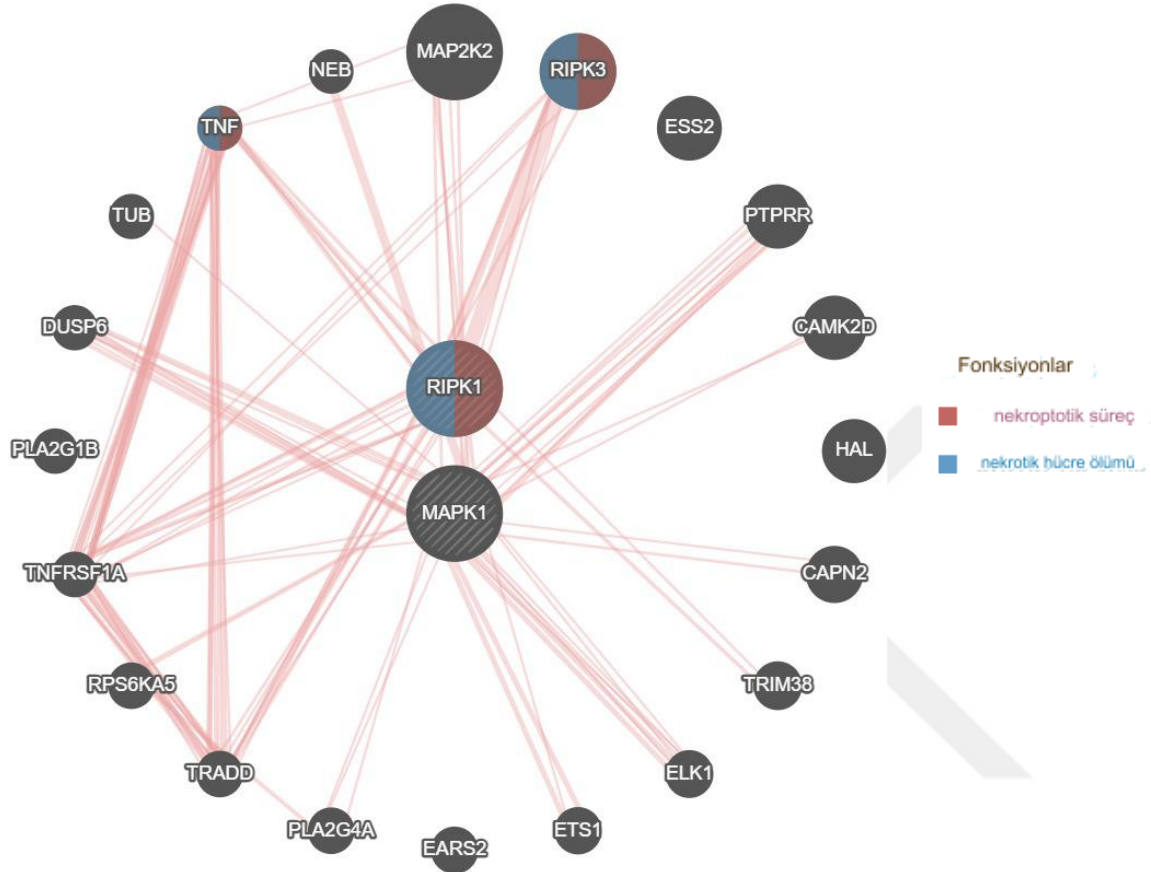 MAP2K2
NEB
RIPK3
TNF
ESS2
TUB
PTPRR
DUSP6
CAMK2D
RIPK1
Fonksiyonlar
nekroptotik süreç
PLA2G1B
HAL
nekrotik hücre ölümü
MAPK1
TNFRSF1A
CAPN2
RPS6KA5
TRIM38
TRADD
ELK1
PLA2G4A
EARS2
ETS1